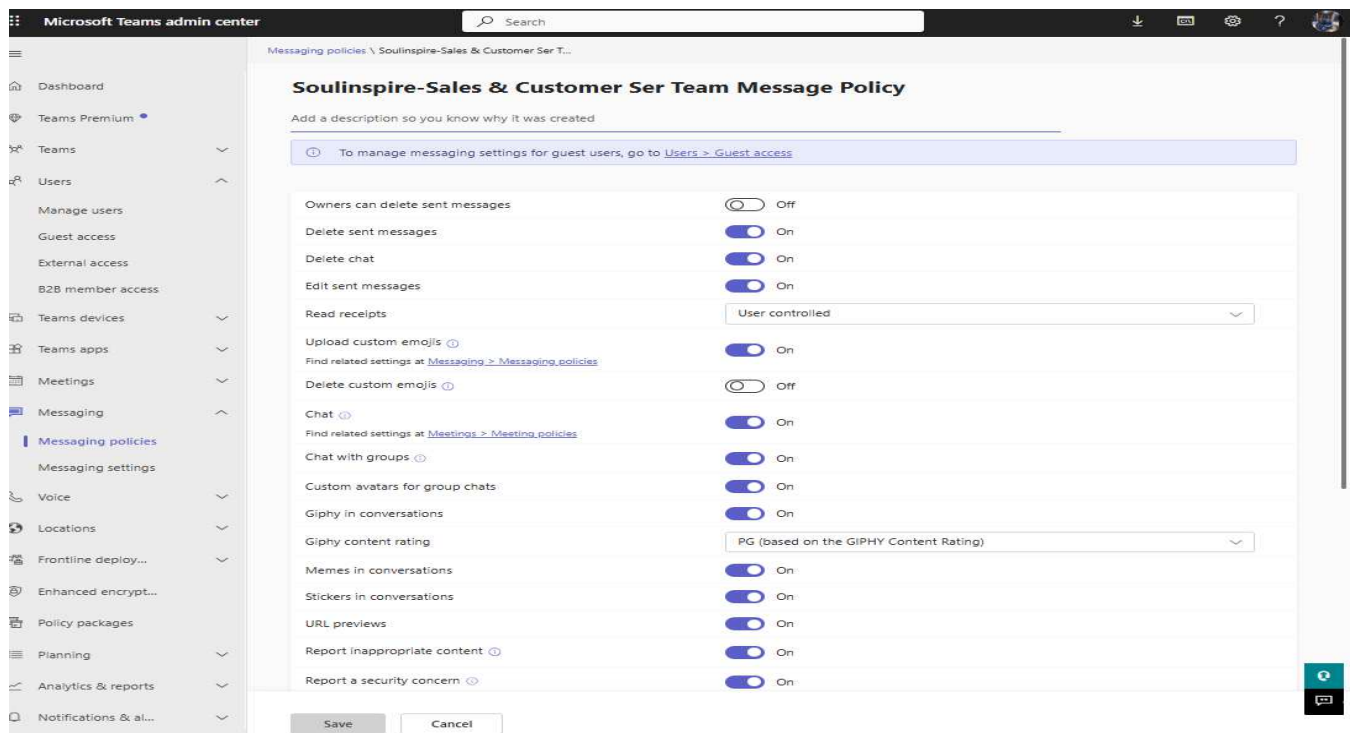 Microsoft Teams admin center
Search
?
Messaging policies \ Soulinspire-Sales & Customer Ser T...
Dashboard
Teams Premium
Teams
Users
Manage users
Guest access
External access
B2B member access
Teams devices
Teams apps
Meetings
Messaging
Messaging policies
Messaging settings
Voice
Locations
Frontline deploy...
Enhanced encrypt...
Policy packages
Planning
Analytics & reports
Notifications & al...
Soulinspire-Sales & Customer Ser Team Message Policy
Add a description so you know why it was created
To manage messaging settings for guest users, go to Users > Guest access
Owners can delete sent messages Off
Delete sent messages On
Delete chat On
Edit sent messages On
Read receipts User controlled
Upload custom emojis On
Find related settings at Messaging > Messaging policies
Delete custom emojis Off
Chat On
Find related settings at Meetings > Meeting policies
Chat with groups On
Custom avatars for group chats On
Giphy in conversations On
Giphy content rating PG (based on the GIPHY Content Rating)
Memes in conversations On
Stickers in conversations On
URL previews On
Report inappropriate content On
Report a security concern On
Save Cancel